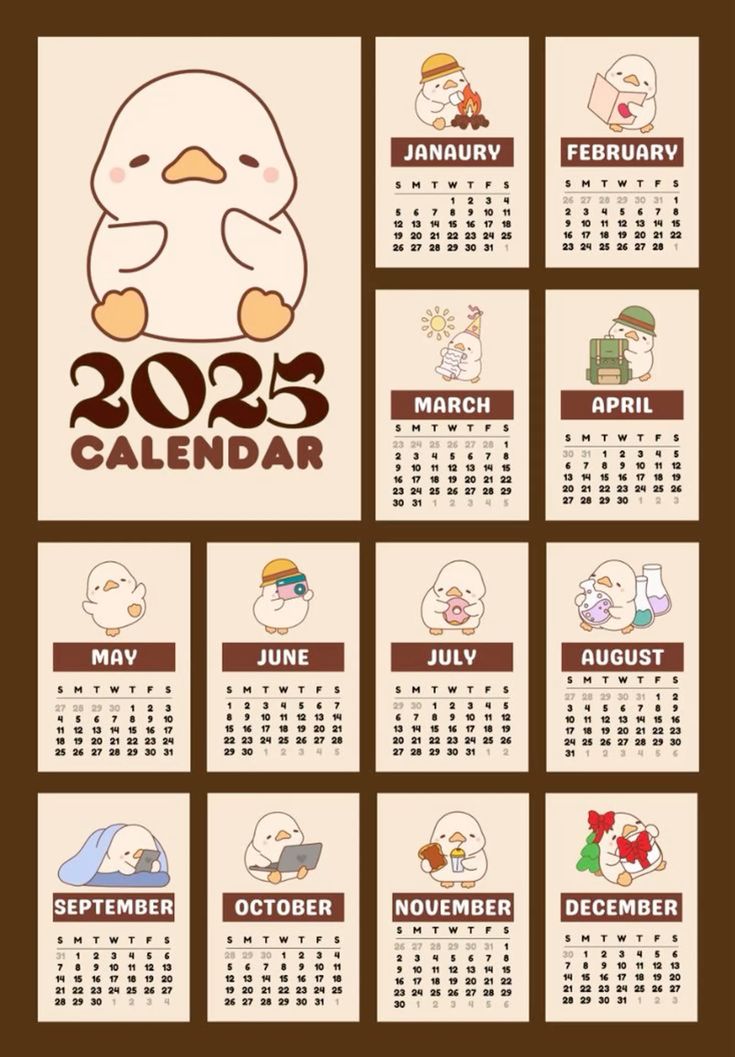 2025
CALENDAR
JANAURY
S M T W T F S
1 2 3 4
5 6 7 8 9 10 11
12 13 14 15 16 17 18
19 20 21 22 23 24 25
26 27 28 29 30 31 1
FEBRUARY
S M T W T F S
26 27 28 29 30 31 1
2 3 4 5 6 7 8
9 10 11 12 13 14 15
16 17 18 19 20 21 22
23 24 25 26 27 28 1
MARCH
S M T W T F S
23 24 25 26 27 28 1
2 3 4 5 6 7 8
9 10 11 12 13 14 15
16 17 18 19 20 21 22
23 24 25 26 27 28 29
30 31 1 2 3 4 5
APRIL
S M T W T F S
30 31 1 2 3 4 5
6 7 8 9 10 11 12
13 14 15 16 17 18 19
20 21 22 23 24 25 26
27 28 29 30 1 2 3
MAY
S M T W T F S
27 28 29 30 1 2 3
4 5 6 7 8 9 10
11 12 13 14 15 16 17
18 19 20 21 22 23 24
25 26 27 28 29 30 31
JUNE
S M T W T F S
1 2 3 4 5 6 7
8 9 10 11 12 13 14
15 16 17 18 19 20 21
22 23 24 25 26 27 28
29 30 1 2 3 4 5
JULY
S M T W T F S
29 30 1 2 3 4 5
6 7 8 9 10 11 12
13 14 15 16 17 18 19
20 21 22 23 24 25 26
27 28 29 30 31 1 2
AUGUST
S M T W T F S
27 28 29 30 31 1 2
3 4 5 6 7 8 9
10 11 12 13 14 15 16
17 18 19 20 21 22 23
24 25 26 27 28 29 30
31 1 2 3 4 5 6
SEPTEMBER
S M T W T F S
31 1 2 3 4 5 6
7 8 9 10 11 12 13
14 15 16 17 18 19 20
21 22 23 24 25 26 27
28 29 30 1 2 3 4
OCTOBER
S M T W T F S
28 29 30 1 2 3 4
5 6 7 8 9 10 11
12 13 14 15 16 17 18
19 20 21 22 23 24 25
26 27 28 29 30 31 1
NOVEMBER
S M T W T F S
26 27 28 29 30 31 1
2 3 4 5 6 7 8
9 10 11 12 13 14 15
16 17 18 19 20 21 22
23 24 25 26 27 28 29
30 1 2 3 4 5 6
DECEMBER
S M T W T F S
30 1 2 3 4 5 6
7 8 9 10 11 12 13
14 15 16 17 18 19 20
21 22 23 24 25 26 27
28 29 30 31 1 2 3